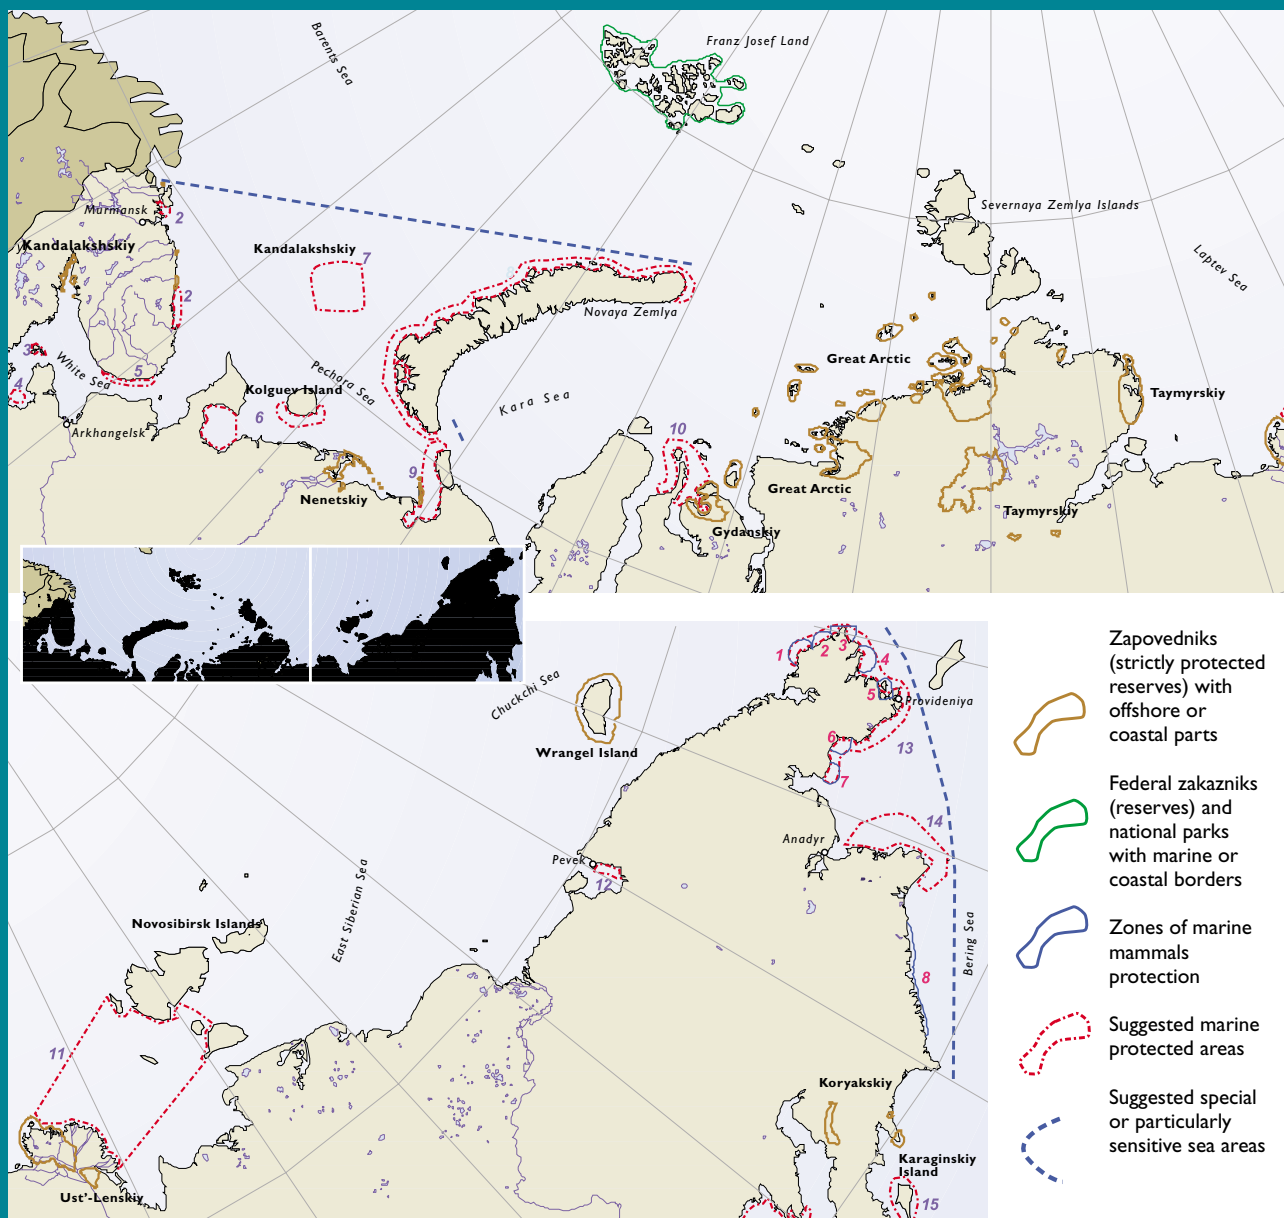 Barents Sea
Franz Josef Land
Severnaya Zemlya Islands
Laptev Sea
Murmansk
2
Kandalakshskiy
Kandalakshskiy
7
2
Novaya Zemlya
3
White Sea
4
5
Pechora Sea
Kolguev Island
6
Kara Sea
Great Arctic
Taymyrskiy
Arkhangelsk
10
9
Nenetskiy
Great Arctic
Gydanskiy
Taymyrskiy
1
2
3
4
5
Provideniya
Chuckchi Sea
Wrangel Island
6
13
7
14
Anadyr
Pevek
12
East Siberian Sea
Bering Sea
Novosibirsk Islands
8
11
Koryakskiy
Karaginskiy
Island
15
Ust'-Lenskiy
Zapovedniks
(strictly protected
reserves) with
offshore or
coastal parts
Federal zakazniks
(reserves) and
national parks
with marine or
coastal borders
Zones of marine
mammals
protection
Suggested marine
protected areas
Suggested special
or particularly
sensitive sea areas